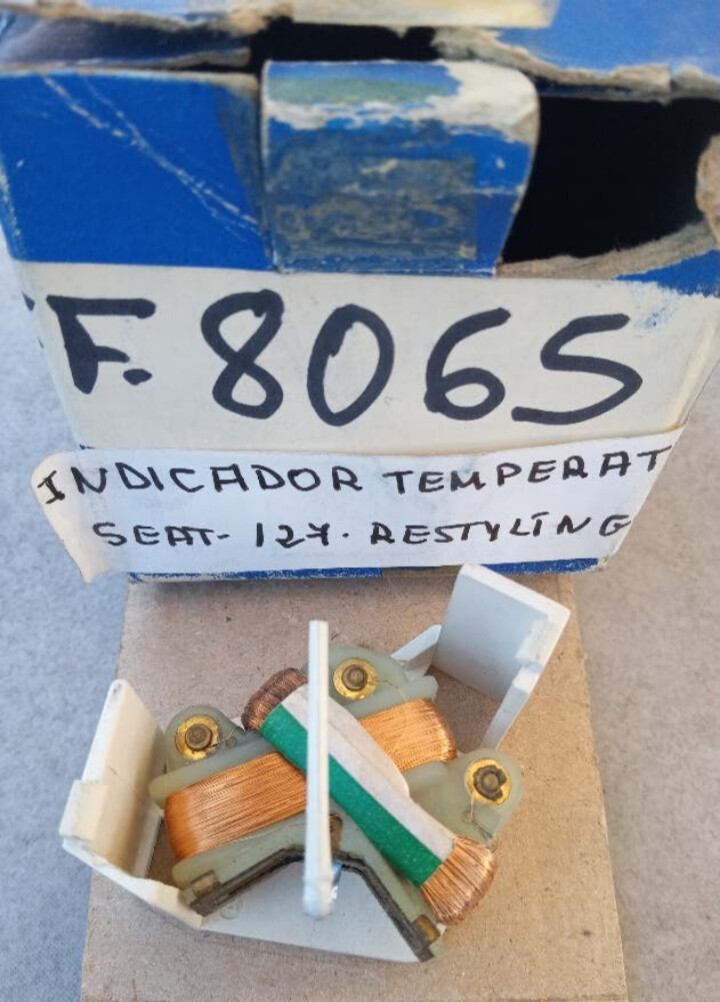 F. 8065
INDICADOR TEMPERAT
SEAT- 127. RESTYLING